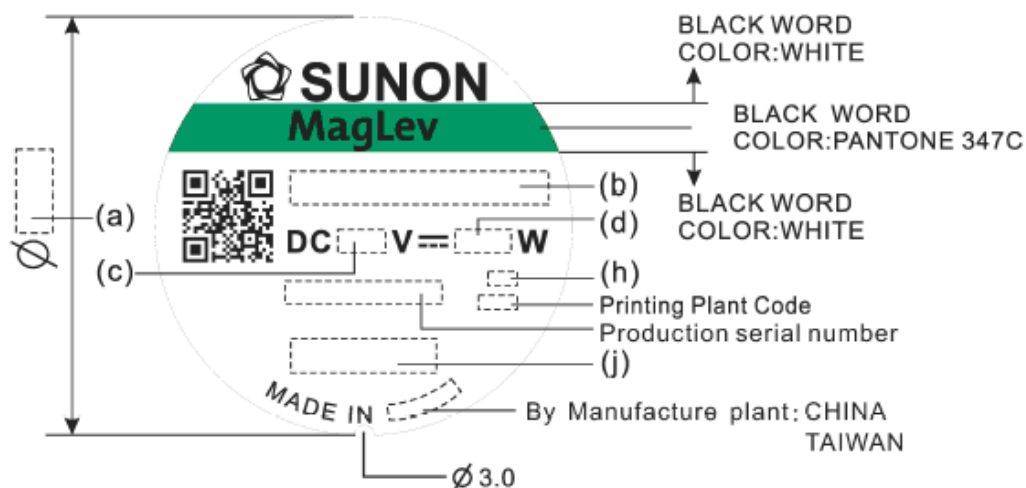 BLACK WORD
COLOR:WHITE
SUNON
MagLev
BLACK WORD
COLOR:PANTONE 347C
(a)
(b)
BLACK WORD
COLOR:WHITE
(d)
DC V W
(c)
(h)
Printing Plant Code
Production serial number
(j)
MADE IN
By Manufacture plant: CHINA
TAIWAN
Ø
Ø 3.0